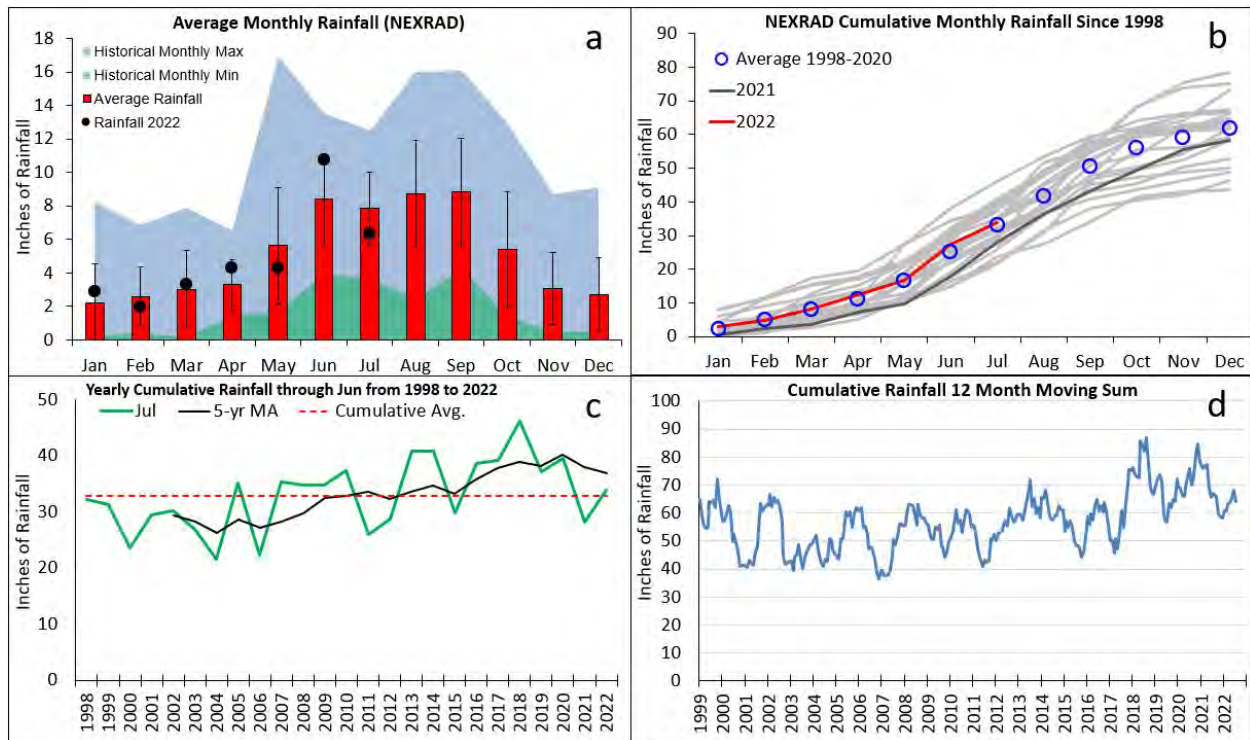 Average Monthly Rainfall (NEXRAD)
a
18
16
14
12
10
8
6
4
2
0
Inches of Rainfall
Historical Monthly Max
Historical Monthly Min
Average Rainfall
Rainfall 2022
Jan Feb Mar Apr May Jun Jul Aug Sep Oct Nov Dec
NEXRAD Cumulative Monthly Rainfall Since 1998
b
90
80
70
60
50
40
30
20
10
0
Inches of Rainfall
Average 1998-2020
2021
2022
Jan Feb Mar Apr May Jun Jul Aug Sep Oct Nov Dec
Yearly Cumulative Rainfall through Jun from 1998 to 2022
c
Jul 5-yr MA Cumulative Avg.
50
40
30
20
10
0
Inches of Rainfall
1998 1999 2000 2001 2002 2003 2004 2005 2006 2007 2008 2009 2010 2011 2012 2013 2014 2015 2016 2017 2018 2019 2020 2021 2022
Cumulative Rainfall 12 Month Moving Sum
d
100
90
80
70
60
50
40
30
20
10
0
Inches of Rainfall
1999 2000 2001 2002 2003 2004 2005 2006 2007 2008 2009 2010 2011 2012 2013 2014 2015 2016 2017 2018 2019 2020 2021 2022